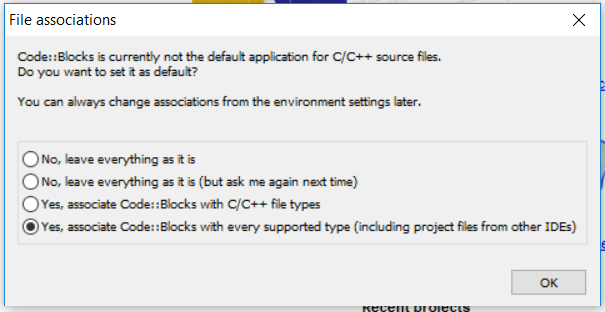 File associations
Code::Blocks is currently not the default application for C/C++ source files.
Do you want to set it as default?
You can always change associations from the environment settings later.
No, leave everything as it is
No, leave everything as it is (but ask me again next time)
Yes, associate Code::Blocks with C/C++ file types
Yes, associate Code::Blocks with every supported type (including project files from other IDEs)
OK
Recent projects